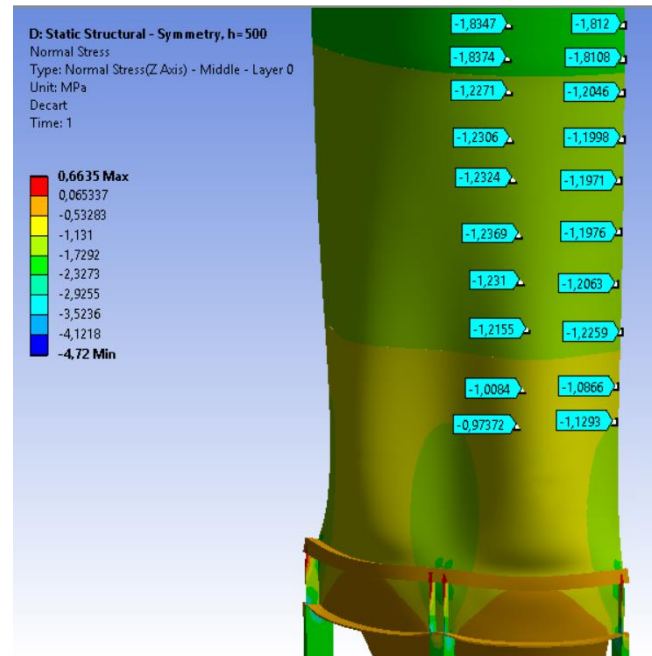 D: Static Structural - Symmetry, h=500
Normal Stress
Type: Normal Stress(Z Axis) - Middle - Layer 0
Unit: MPa
Decart
Time: 1
0,6635 Max
0,065337
-0,53283
-1,131
-1,7292
-2,3273
-2,9255
-3,5236
-4,1218
-4,72 Min
-1,8347 -1,812
-1,8374 -1,8108
-1,2271 -1,2046
-1,2306 -1,1998
-1,2324 -1,1971
-1,2369 -1,1976
-1,231 -1,2063
-1,2155 -1,2259
-1,0084 -1,0866
-0,97372 -1,1293